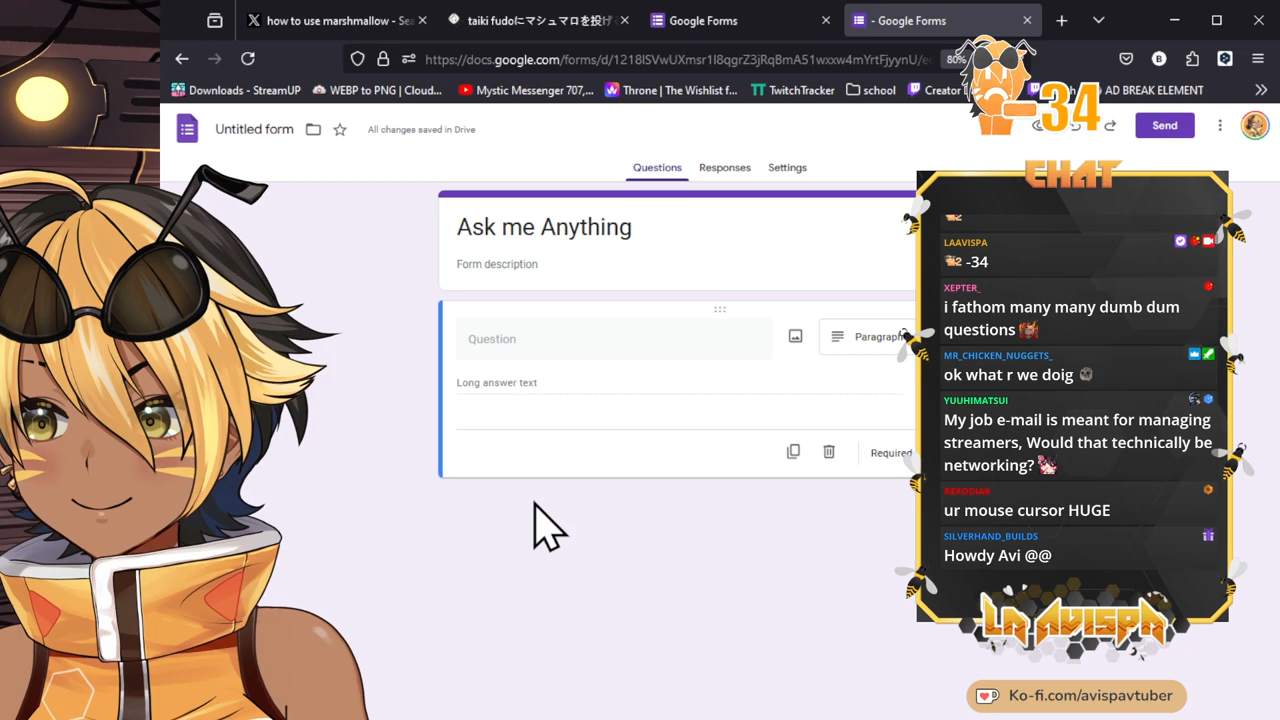 how to use marshmallow - Sea
taiki fudoにマシュマロを投げ
Google Forms
- Google Forms
https://docs.google.com/forms/d/1218lSVwUXmsr1I8qgrZ3jRqBmA51wxxw4mYrtFjyynU/ec
80%
Downloads - StreamUP
WEBP to PNG | Cloud...
Mystic Messenger 707,...
Throne | The Wishlist f...
TwitchTracker
school
Creator
AD BREAK ELEMENT
-34
Untitled form
All changes saved in Drive
Send
Questions
Responses
Settings
Ask me Anything
Form description
Question
Paragraph
Long answer text
Required
CHAT
LAAVISPA
-34
XEPTER_
i fathom many many dumb dum
questions
MR_CHICKEN_NUGGETS_
ok what r we doig
YUUHIMATSUI
My job e-mail is meant for managing
streamers, Would that technically be
networking?
REXODIAR
ur mouse cursor HUGE
SILVERHAND_BUILDS
Howdy Avi @@
LA AVISPA
Ko-fi.com/avispavtuber